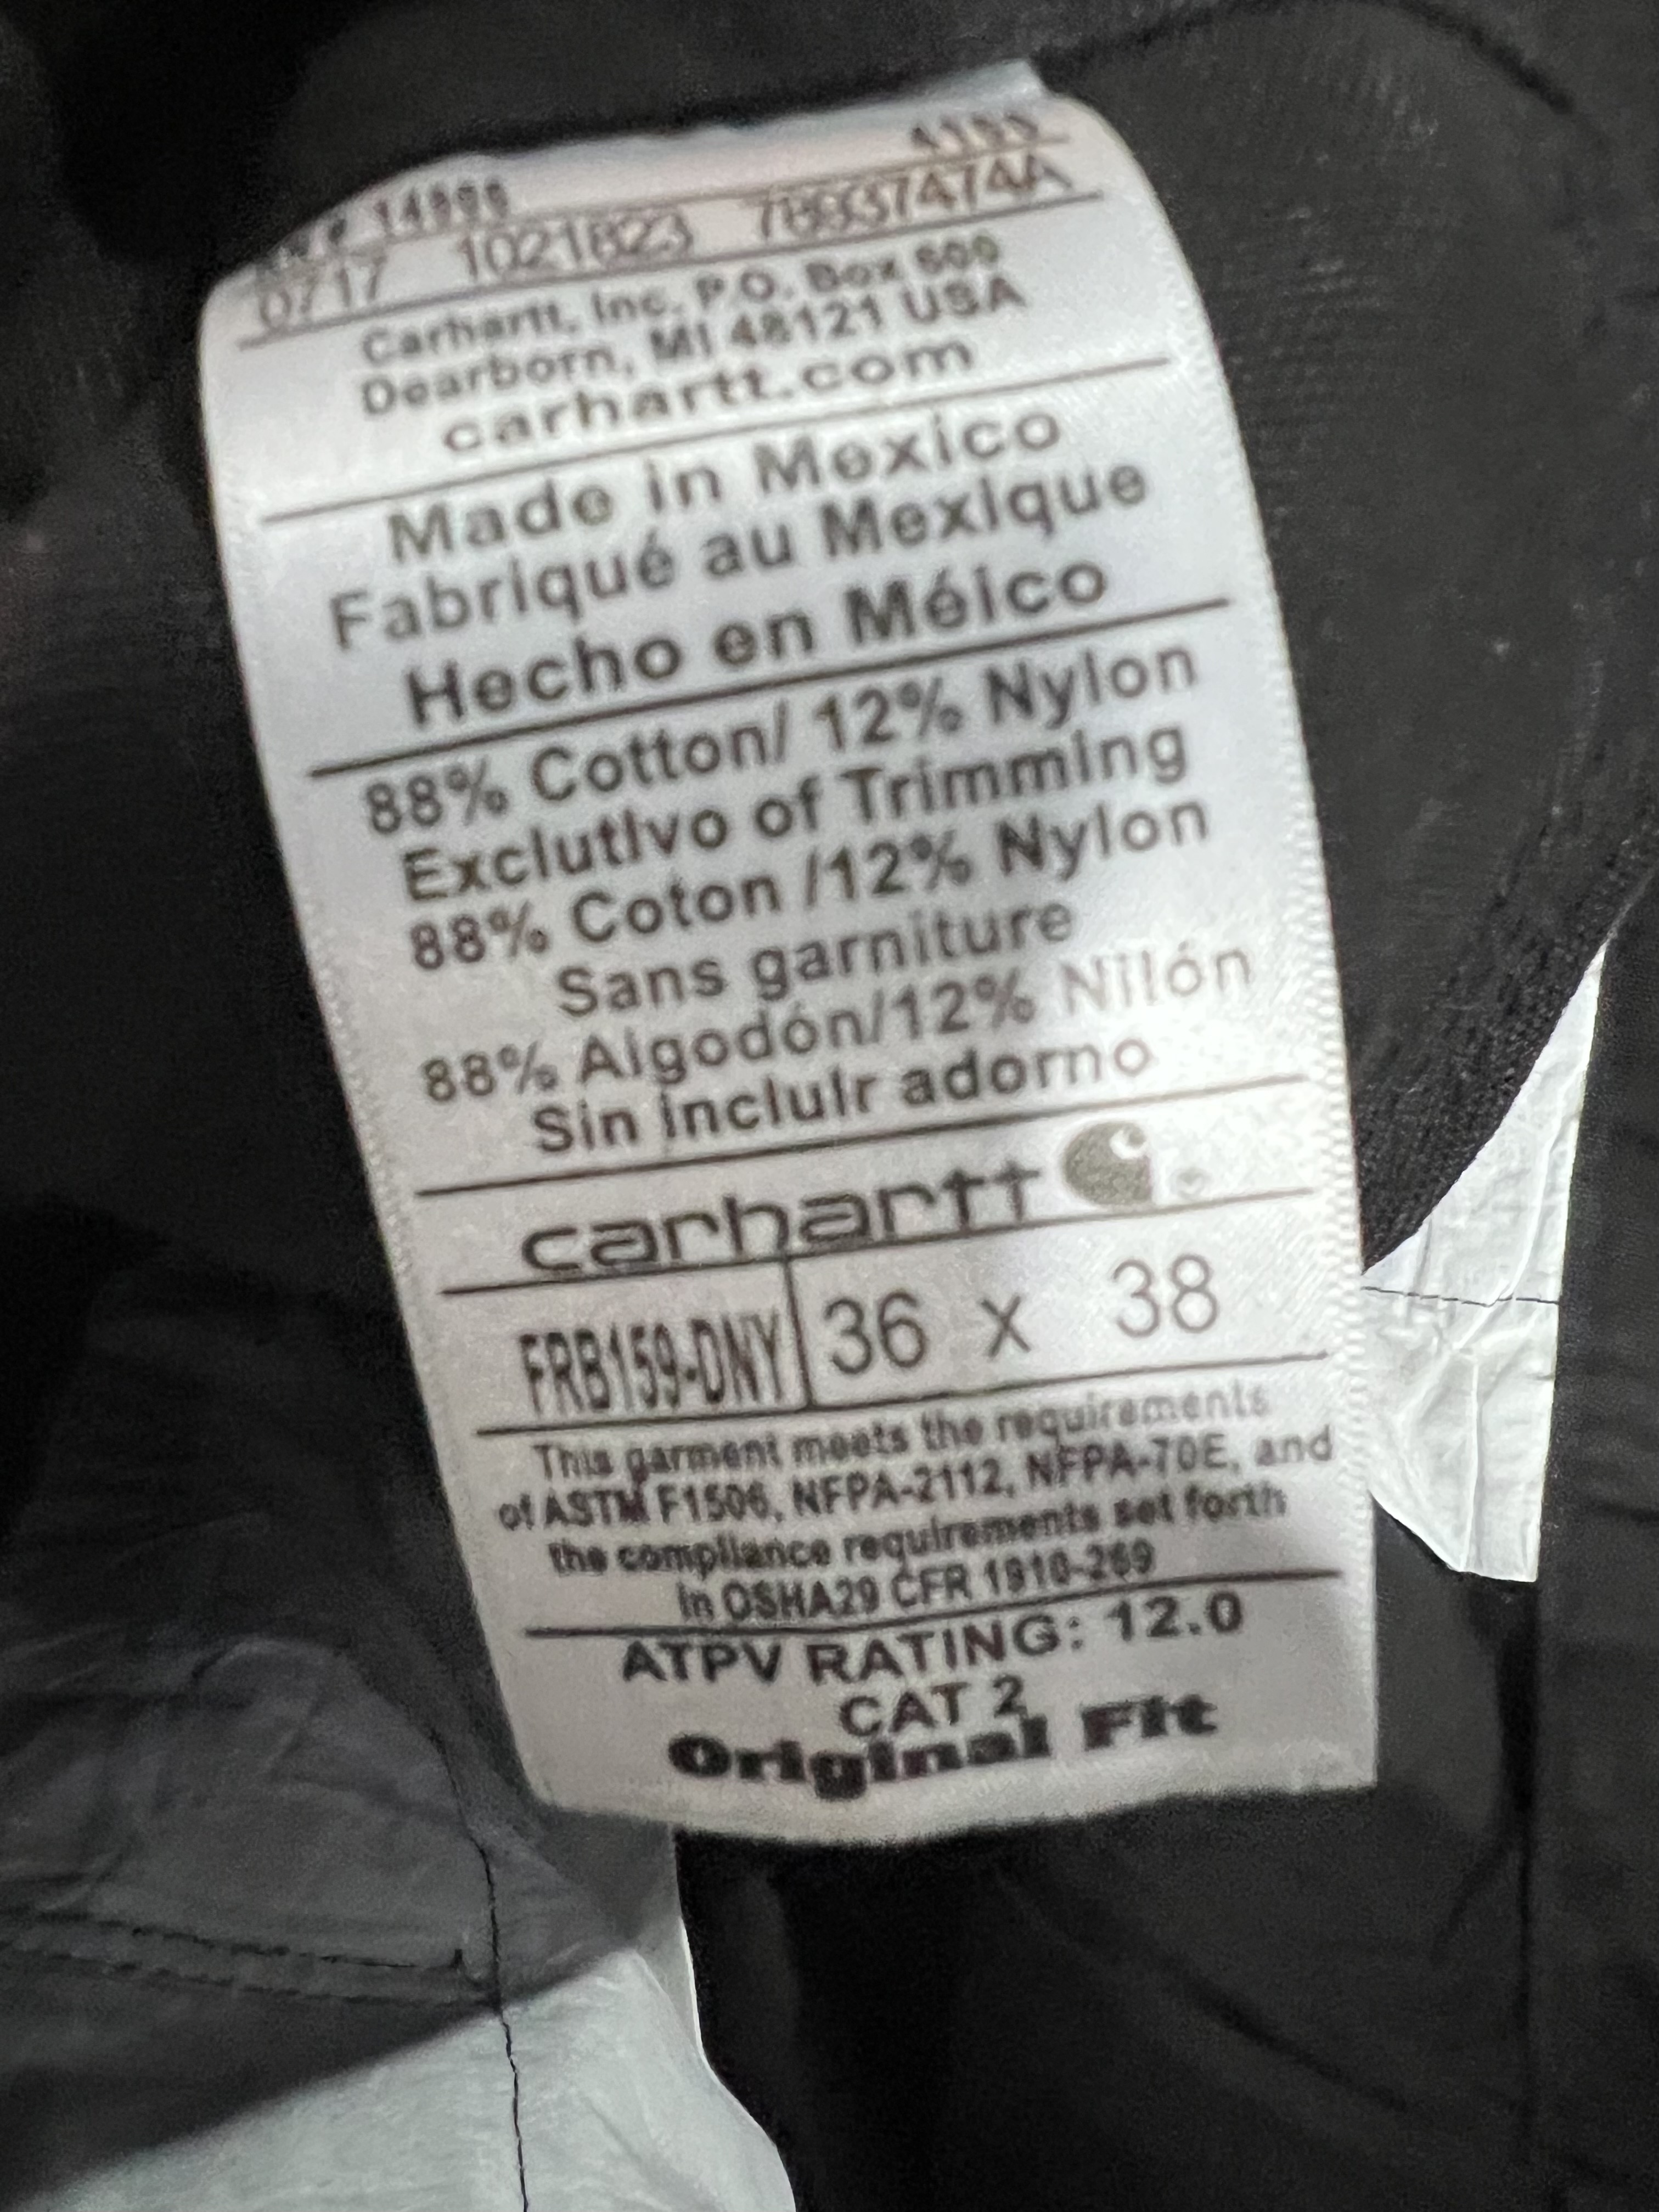 14999
0717 1021823
Carhartt, Inc. P.O. Box 600
Dearborn, MI 48121 USA
carhartt.com
Made in Mexico
Fabriqué au Mexique
Hecho en Méico
88% Cotton/ 12% Nylon
Exclutivo of Trimming
88% Coton /12% Nylon
Sans garniture
88% Algodón/12% Nilón
Sin incluir adorno
carhartt
FRB159-DNY 36 x 38
This garment meets the requirements
of ASTM F1506, NFPA-2112, NFPA-70E, and
the compliance requirements set forth
in OSHA29 CFR 1910-269
ATPV RATING: 12.0
CAT 2
Original Fit